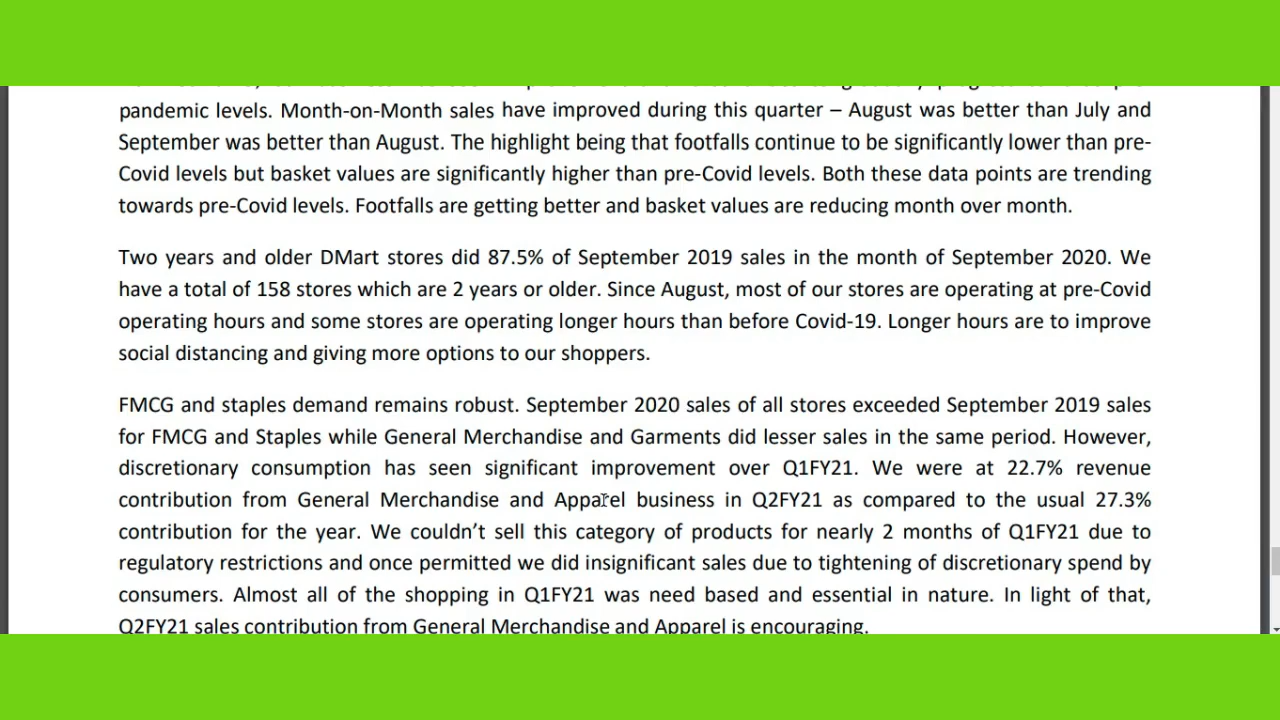 pandemic levels. Month-on-Month sales have improved during this quarter – August was better than July and
September was better than August. The highlight being that footfalls continue to be significantly lower than pre-
Covid levels but basket values are significantly higher than pre-Covid levels. Both these data points are trending
towards pre-Covid levels. Footfalls are getting better and basket values are reducing month over month.
Two years and older DMart stores did 87.5% of September 2019 sales in the month of September 2020. We
have a total of 158 stores which are 2 years or older. Since August, most of our stores are operating at pre-Covid
operating hours and some stores are operating longer hours than before Covid-19. Longer hours are to improve
social distancing and giving more options to our shoppers.
FMCG and staples demand remains robust. September 2020 sales of all stores exceeded September 2019 sales
for FMCG and Staples while General Merchandise and Garments did lesser sales in the same period. However,
discretionary consumption has seen significant improvement over Q1FY21. We were at 22.7% revenue
contribution from General Merchandise and Apparel business in Q2FY21 as compared to the usual 27.3%
contribution for the year. We couldn’t sell this category of products for nearly 2 months of Q1FY21 due to
regulatory restrictions and once permitted we did insignificant sales due to tightening of discretionary spend by
consumers. Almost all of the shopping in Q1FY21 was need based and essential in nature. In light of that,
Q2FY21 sales contribution from General Merchandise and Apparel is encouraging.